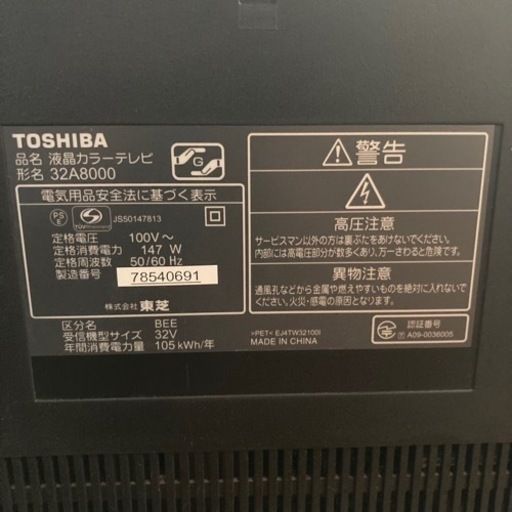 TOSHIBA
品名 液晶カラーテレビ
形名 32A8000
G
電気用品安全法に基づく表示
PS
E
JS50147813
定格電圧 100V〜
定格消費電力 147 W
定格周波数 50/60 Hz
製造番号 78540691
株式会社 東芝
区分名 BEE
受信機型サイズ 32V
年間消費電力量 105 kWh/年
警告
高圧注意
サービスマン以外の方は裏ぶたをあけないでください。
内部には高電圧部分が数多くあり、万一さわると危険です。
異物注意
通風孔などから金属や燃えやすいものを絶対に入れない
でください。火災・感電の原因となります。
>PET< EJ4TW32100I
MADE IN CHINA
認証番号
T A09-0036005